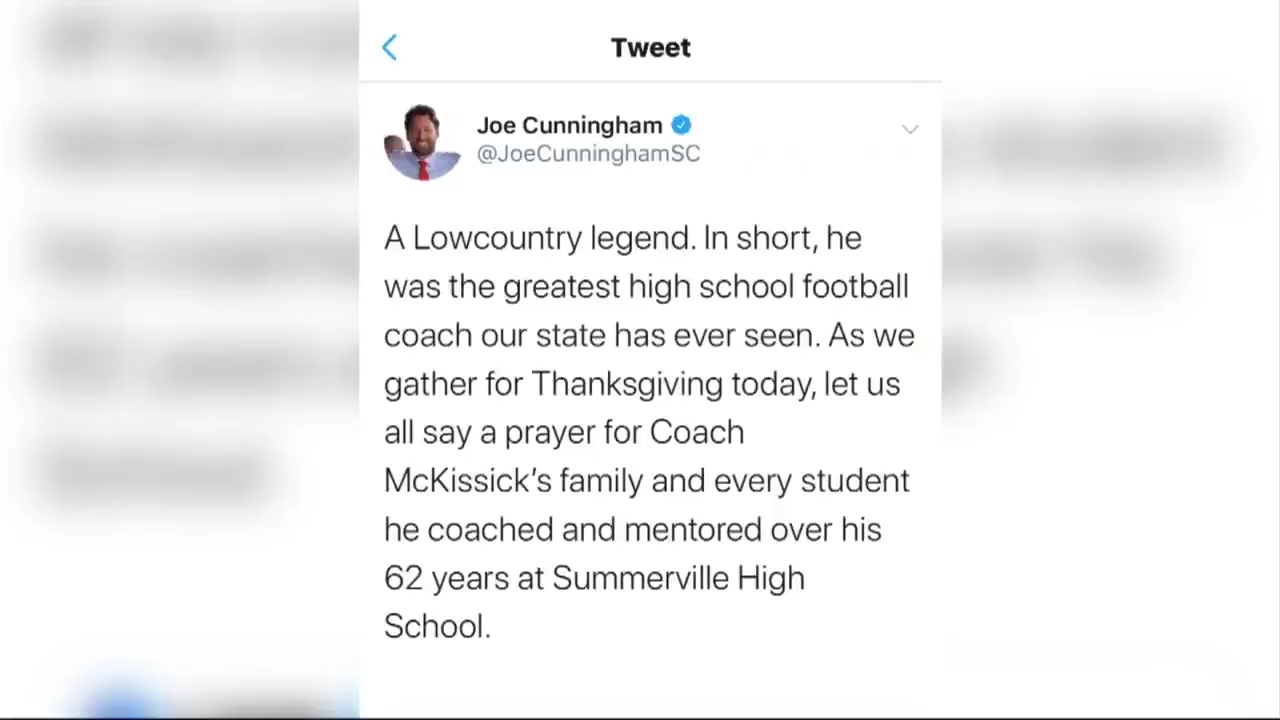 Tweet
Joe Cunningham
@JoeCunninghamSC
A Lowcountry legend. In short, he
was the greatest high school football
coach our state has ever seen. As we
gather for Thanksgiving today, let us
all say a prayer for Coach
McKissick’s family and every student
he coached and mentored over his
62 years at Summerville High
School.